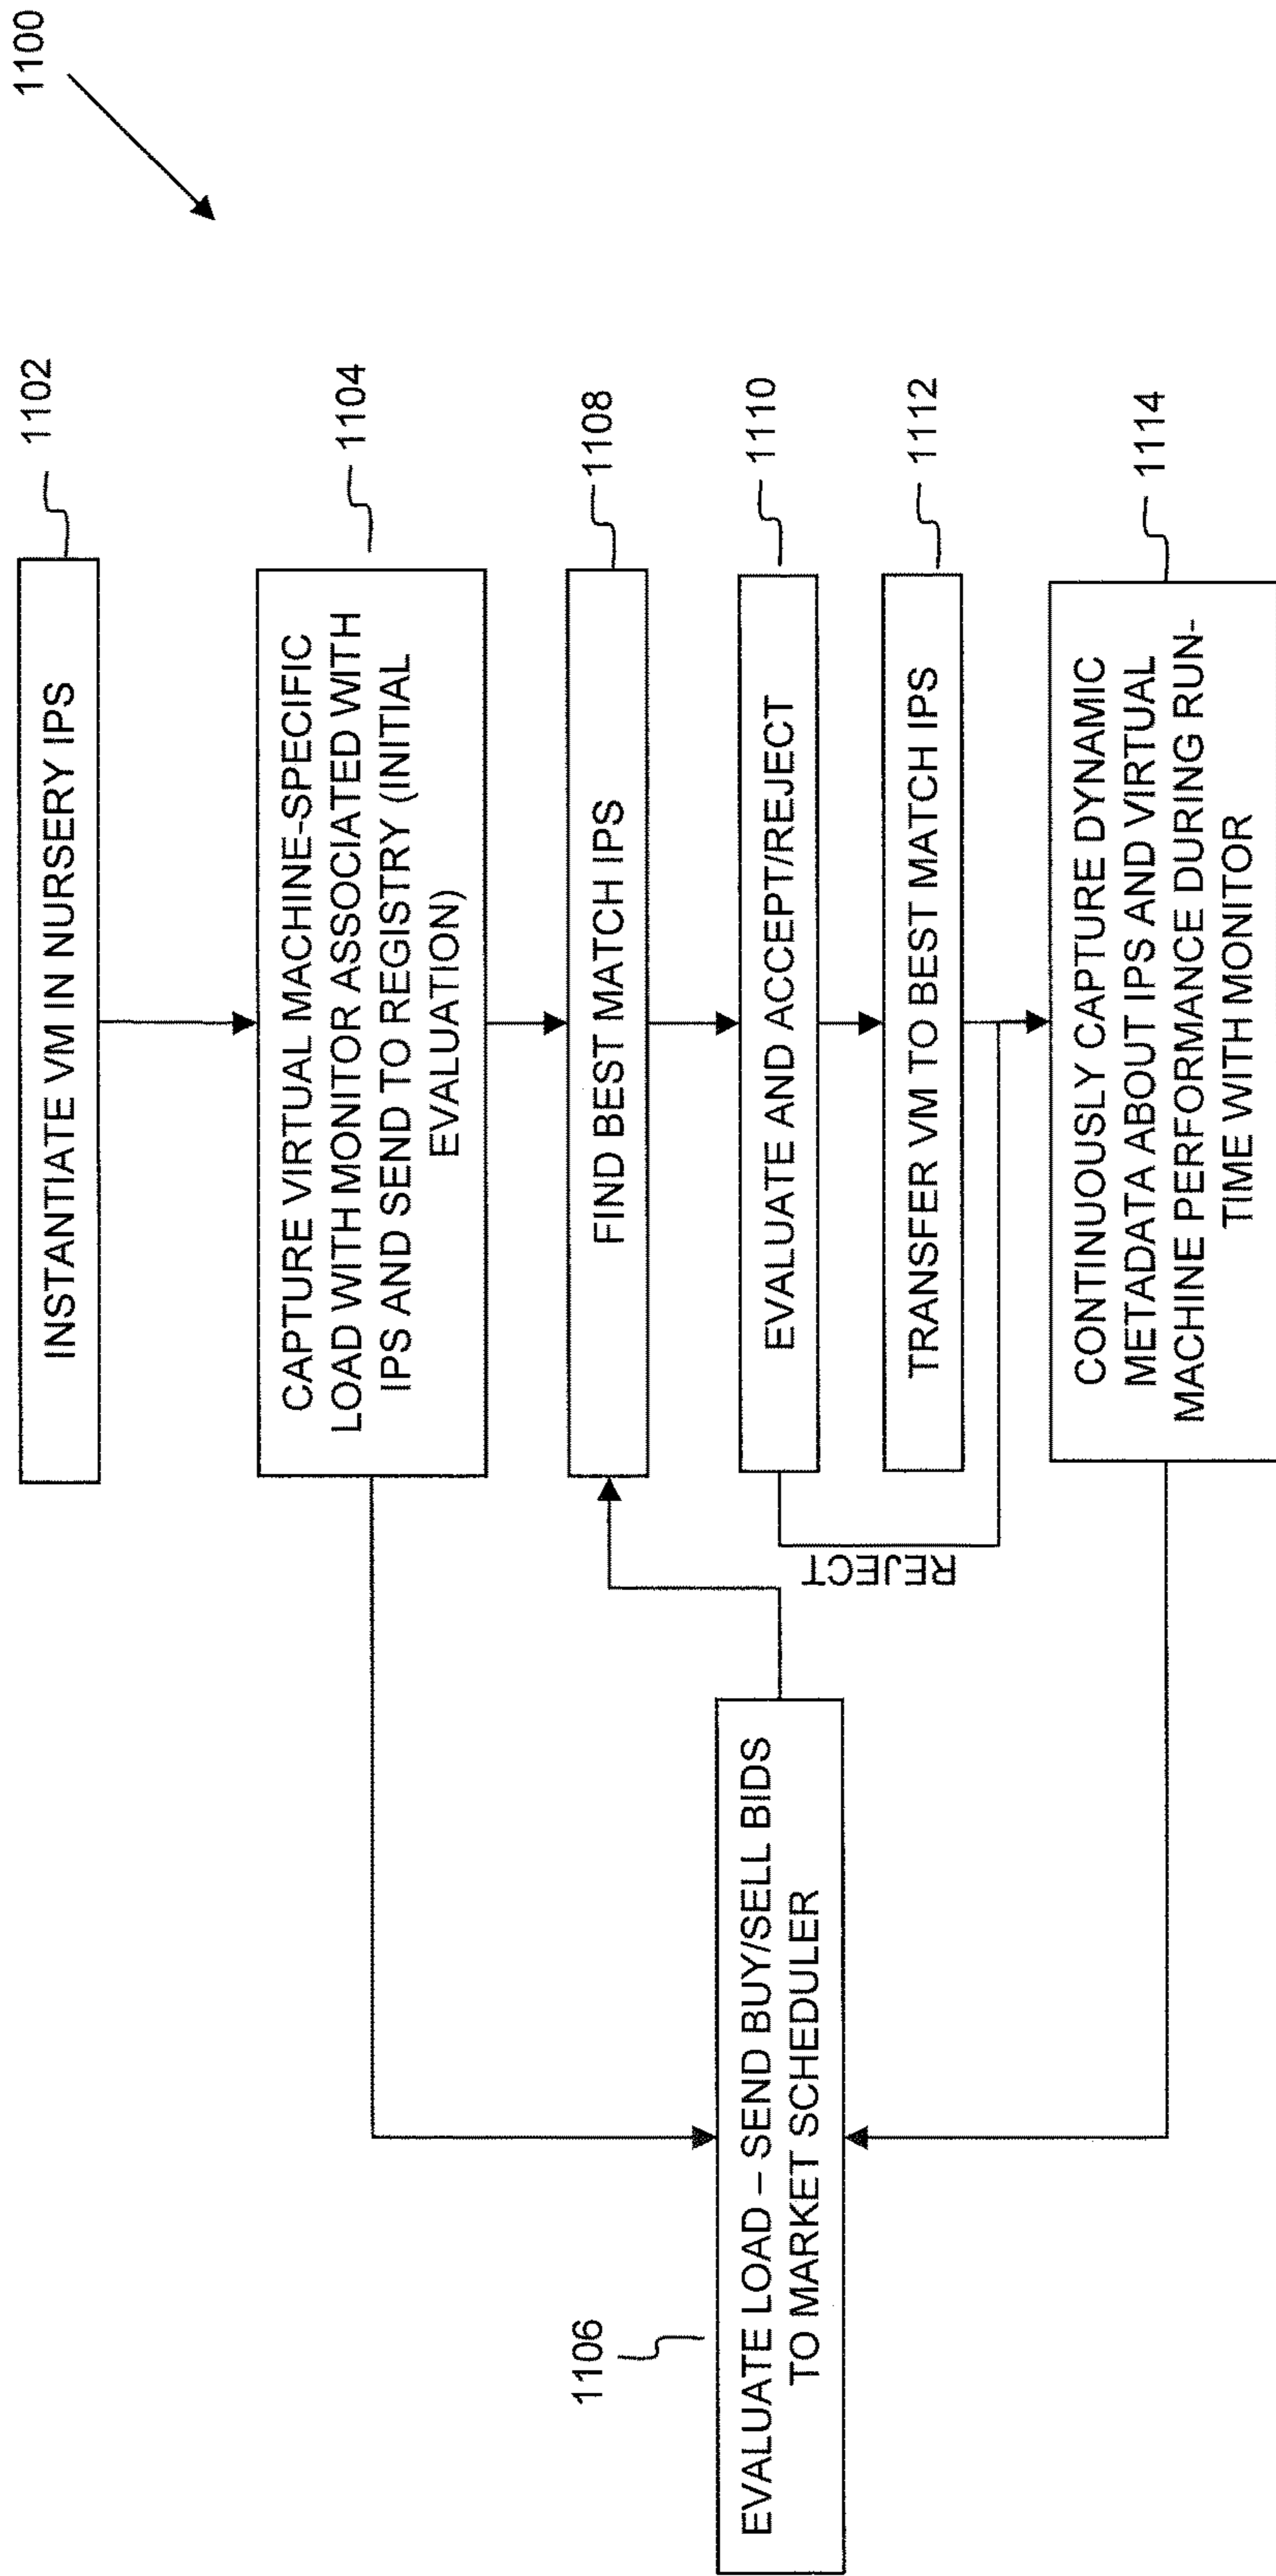 1100
INSTANTIATE VM IN NURSERY IPS
1102
CAPTURE VIRTUAL MACHINE-SPECIFIC
LOAD WITH MONITOR ASSOCIATED WITH
IPS AND SEND TO REGISTRY (INITIAL
EVALUATION)
1104
1106
EVALUATE LOAD – SEND BUY/SELL BIDS
TO MARKET SCHEDULER
FIND BEST MATCH IPS
1108
EVALUATE AND ACCEPT/REJECT
1110
REJECT
TRANSFER VM TO BEST MATCH IPS
1112
CONTINUOUSLY CAPTURE DYNAMIC
METADATA ABOUT IPS AND VIRTUAL
MACHINE PERFORMANCE DURING RUN-
TIME WITH MONITOR
1114